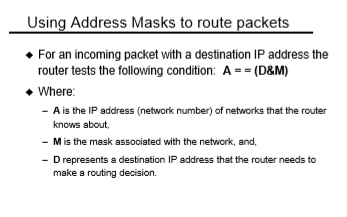 Using Address Masks to route packets
◆ For an incoming packet with a destination IP address the
router tests the following condition: A = = (D&M)
◆ Where:
– A is the IP address (network number) of networks that the router
knows about,
– M is the mask associated with the network, and,
– D represents a destination IP address that the router needs to
make a routing decision.